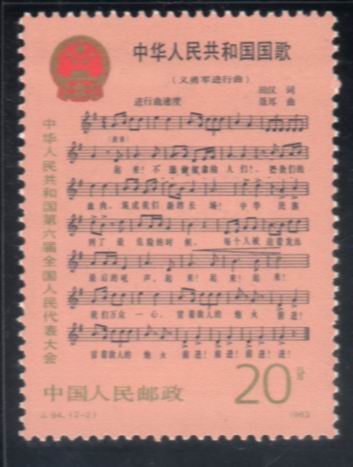 中华人民共和国国歌
(义勇军进行曲)
田汉 词
进行曲速度 聂耳 曲
起来!不愿做奴隶的人们!把我们的
血肉,筑成我们新的长城!中华民族
到了最危险的时候,每个人被迫着发出
最后的吼声。起来!起来!起来!
我们万众一心,冒着敌人的炮火前进!
冒着敌人的炮火前进!前进!前进!进!
中华人民共和国第六届全国人民代表大会
中国人民邮政 20分
J.94.(2-2) 1983